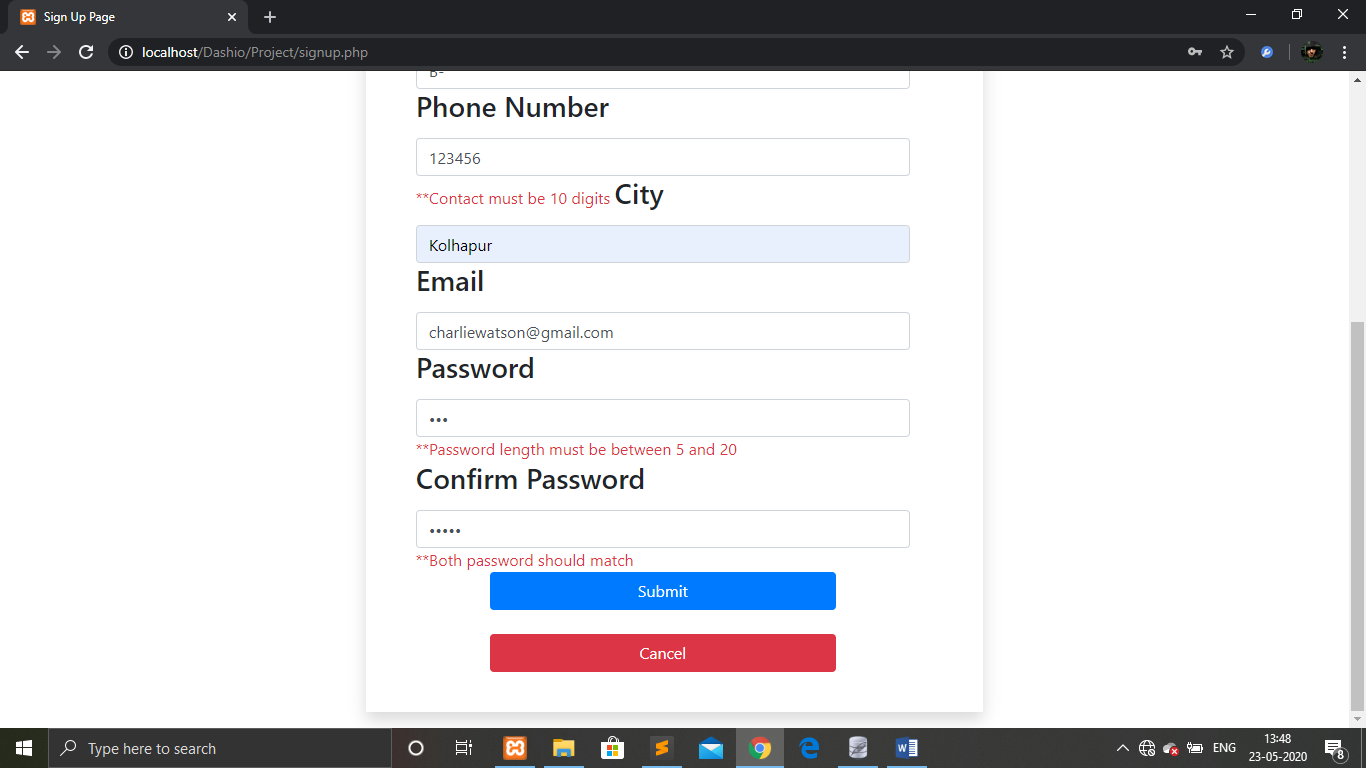 Sign Up Page
localhost/Dashio/Project/signup.php
B-
Phone Number
123456
**Contact must be 10 digits City
Kolhapur
Email
charliewatson@gmail.com
Password
•••
**Password length must be between 5 and 20
Confirm Password
•••••
**Both password should match
Submit
Cancel
Type here to search
ENG
13:48
23-05-2020
8